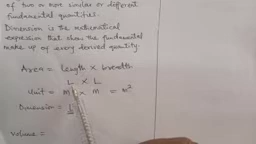 of two or more similar or different
fundamental quantities.
Dimension is the mathematical
expression that show the fundamental
make up of every derived quantity.
Area = length × breadth
L × L
Unit = m × m = m²
Dimension = L
Volume =